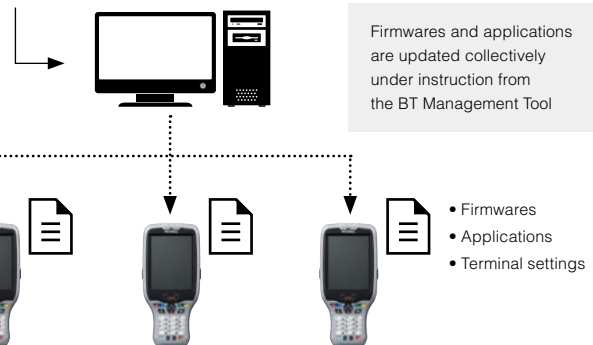 Firmwares and applications
are updated collectively
under instruction from
the BT Management Tool
• Firmwares
• Applications
• Terminal settings